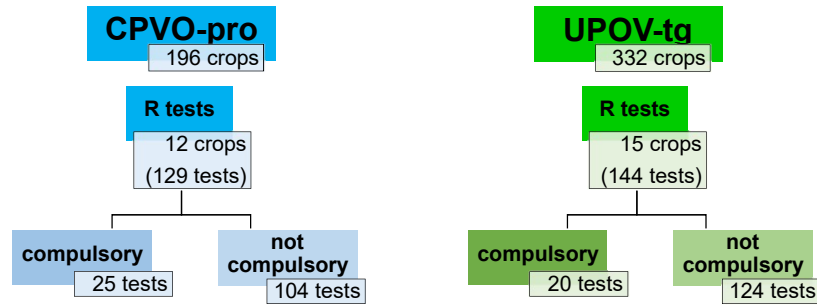 CPVO-pro
196 crops
R tests
12 crops
(129 tests)
compulsory
25 tests
not
compulsory
104 tests
UPOV-tg
332 crops
R tests
15 crops
(144 tests)
compulsory
20 tests
not
compulsory
124 tests